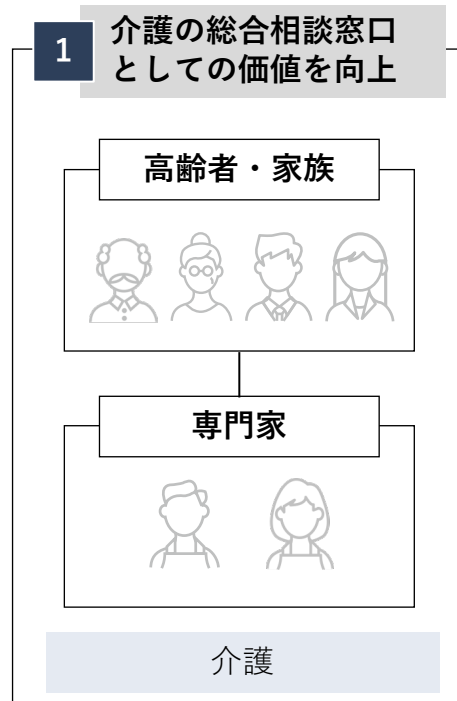 1
介護の総合相談窓口
としての価値を向上
高齢者・家族
専門家
介護